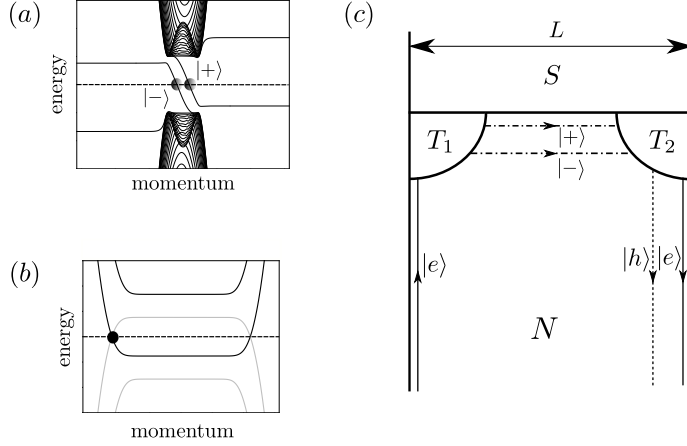 (a)
energy
|+⟩
|−⟩
momentum
(b)
energy
momentum
(c)
L
S
T₁
T₂
|+⟩
|−⟩
|e⟩
|h⟩
|e⟩
N